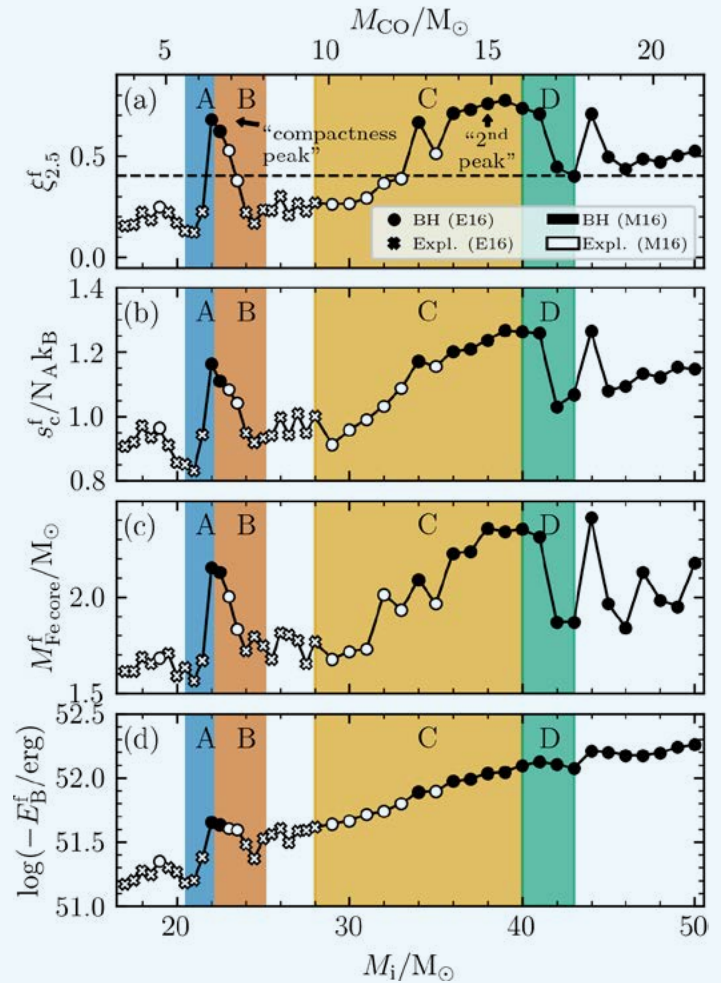 M_CO/M_⊙
5 10 15 20
(a) A B C D
"compactness peak"
"2nd peak"
ξ^f_2.5
0.5
0.0
BH (E16) BH (M16)
Expl. (E16) Expl. (M16)
(b) A B C D
s^f_c/N_A k_B
1.4
1.2
1.0
0.8
(c) A B C D
M^f_Fe core/M_⊙
2.0
1.5
(d) A B C D
log(−E^f_B/erg)
52.5
52.0
51.5
51.0
20 30 40 50
M_i/M_⊙